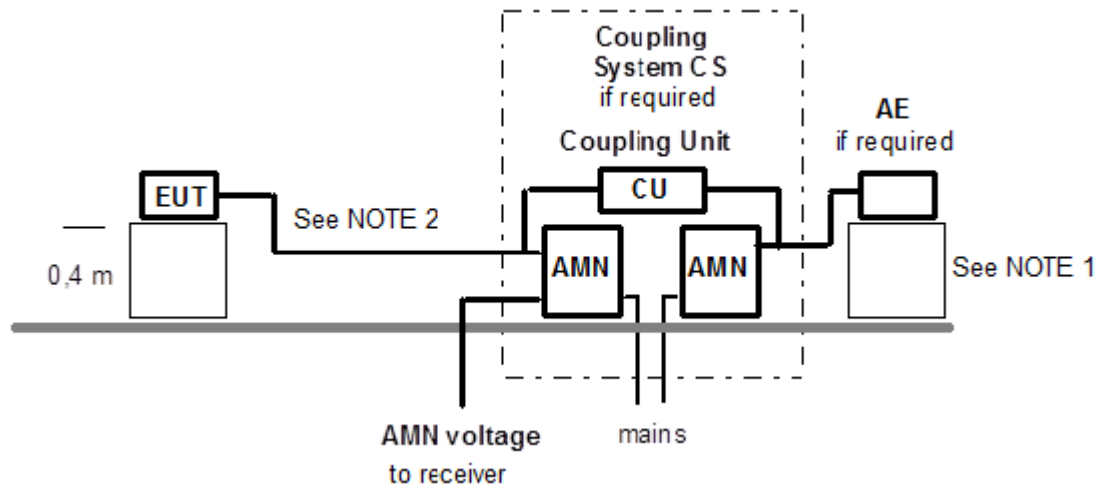 Coupling
System CS
if required
AE
if required
Coupling Unit
EUT
CU
See NOTE 2
AMN
AMN
0,4 m
See NOTE 1
AMN voltage
to receiver
mains